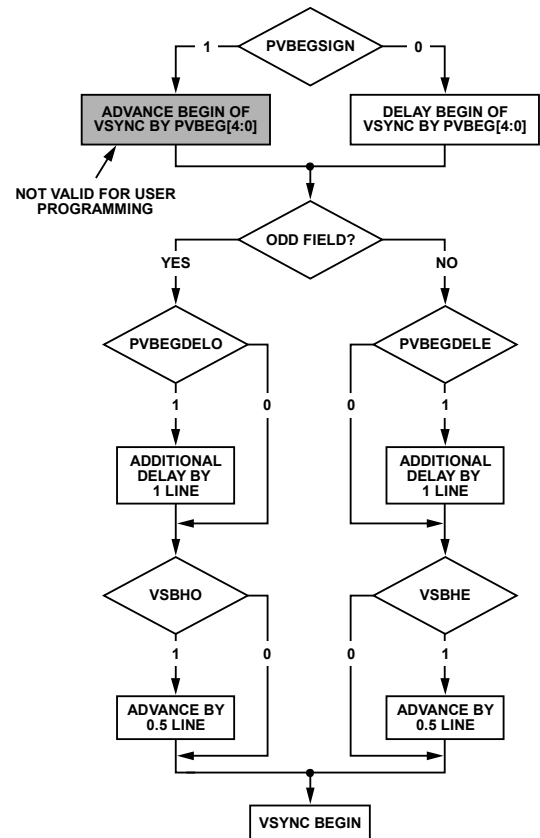 PVBEGSIGN
1
0
ADVANCE BEGIN OF
VSYNC BY PVBEG[4:0]
DELAY BEGIN OF
VSYNC BY PVBEG[4:0]
NOT VALID FOR USER
PROGRAMMING
ODD FIELD?
YES
NO
PVBEGDELO
PVBEGDELE
1
0
0
1
ADDITIONAL
DELAY BY
1 LINE
ADDITIONAL
DELAY BY
1 LINE
VSBHO
VSBHE
1
0
0
1
ADVANCE BY
0.5 LINE
ADVANCE BY
0.5 LINE
VSYNC BEGIN